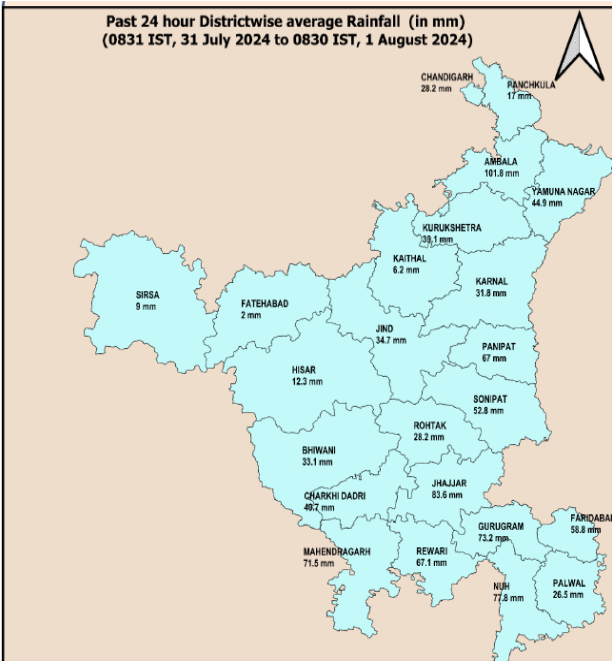 Past 24 hour Districtwise average Rainfall (in mm)
(0831 IST, 31 July 2024 to 0830 IST, 1 August 2024)
CHANDIGARH
28.2 mm
PANCHKULA
17 mm
AMBALA
101.8 mm
YAMUNA NAGAR
44.9 mm
KURUKSHETRA
39.1 mm
KAITHAL
6.2 mm
KARNAL
31.8 mm
SIRSA
9 mm
FATEHABAD
2 mm
JIND
34.7 mm
PANIPAT
67 mm
HISAR
12.3 mm
SONIPAT
52.8 mm
ROHTAK
28.2 mm
BHIWANI
33.1 mm
JHAJJAR
83.6 mm
CHARKHI DADRI
49.7 mm
FARIDABAD
58.8 mm
GURUGRAM
73.2 mm
MAHENDRAGARH
71.5 mm
REWARI
67.1 mm
NUH
77.8 mm
PALWAL
26.5 mm